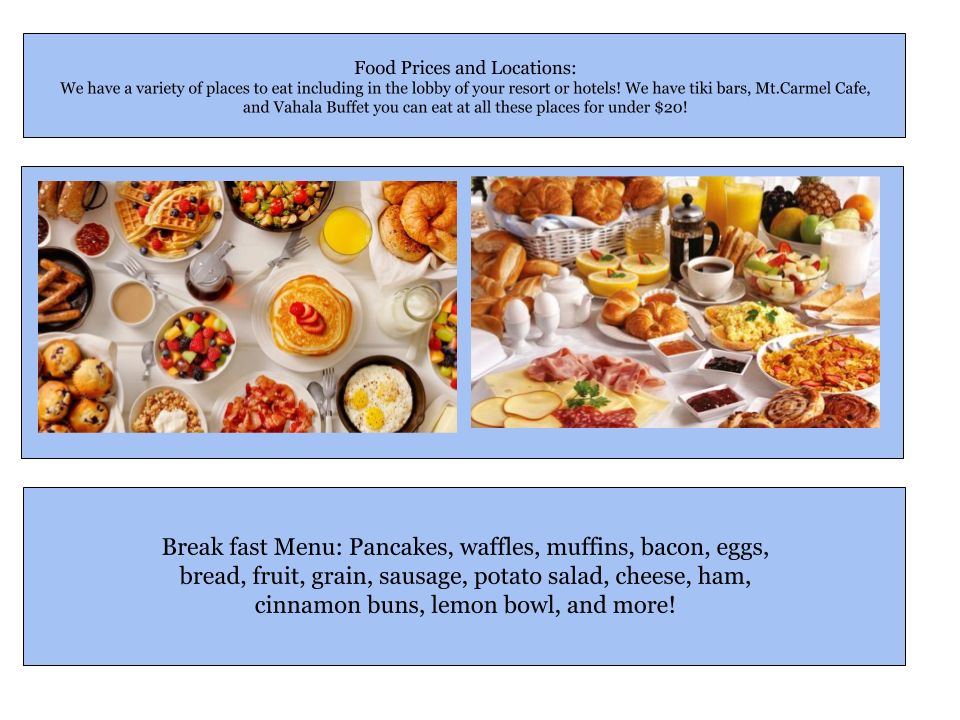 Food Prices and Locations:
We have a variety of places to eat including in the lobby of your resort or hotels! We have tiki bars, Mt.Carmel Cafe,
and Vahala Buffet you can eat at all these places for under $20!
Break fast Menu: Pancakes, waffles, muffins, bacon, eggs,
bread, fruit, grain, sausage, potato salad, cheese, ham,
cinnamon buns, lemon bowl, and more!